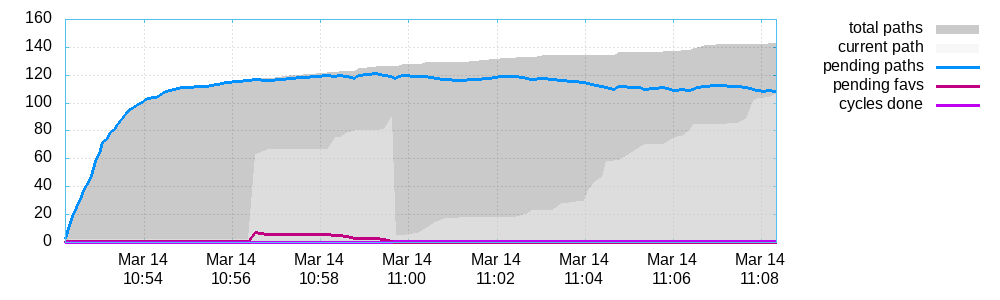 160
140
120
100
80
60
40
20
0
Mar 14
10:54
Mar 14
10:56
Mar 14
10:58
Mar 14
11:00
Mar 14
11:02
Mar 14
11:04
Mar 14
11:06
Mar 14
11:08
total paths
current path
pending paths
pending favs
cycles done